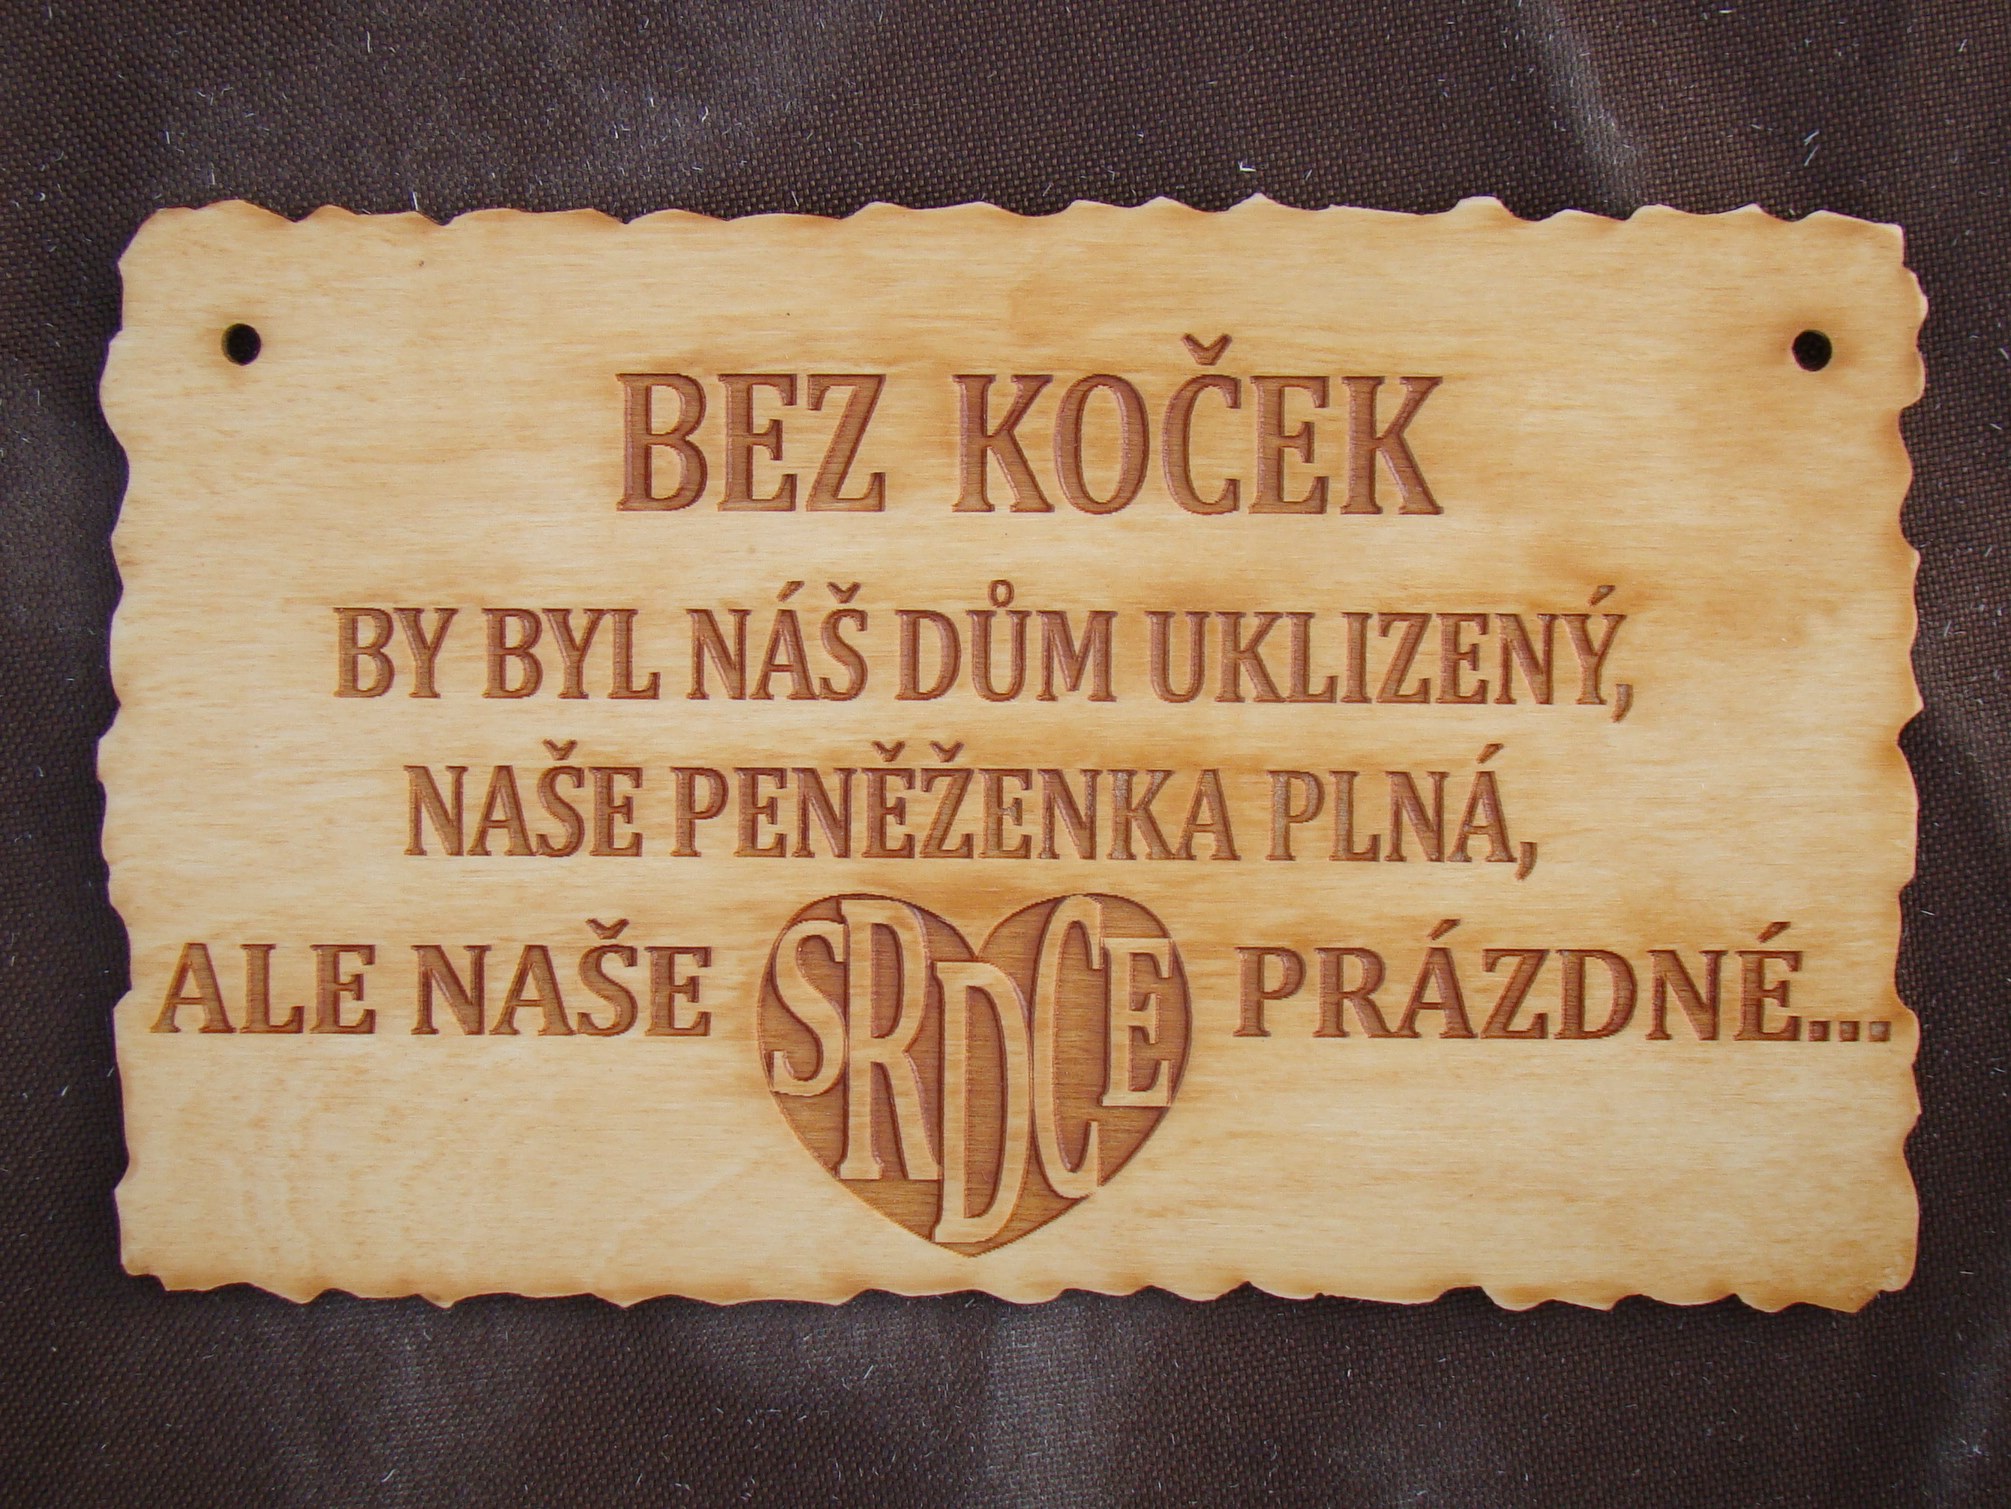 BEZ KOČEK
BY BYL NÁŠ DŮM UKLIZENÝ,
NAŠE PENĚŽENKA PLNÁ,
ALE NAŠE SRDCE PRÁZDNÉ...